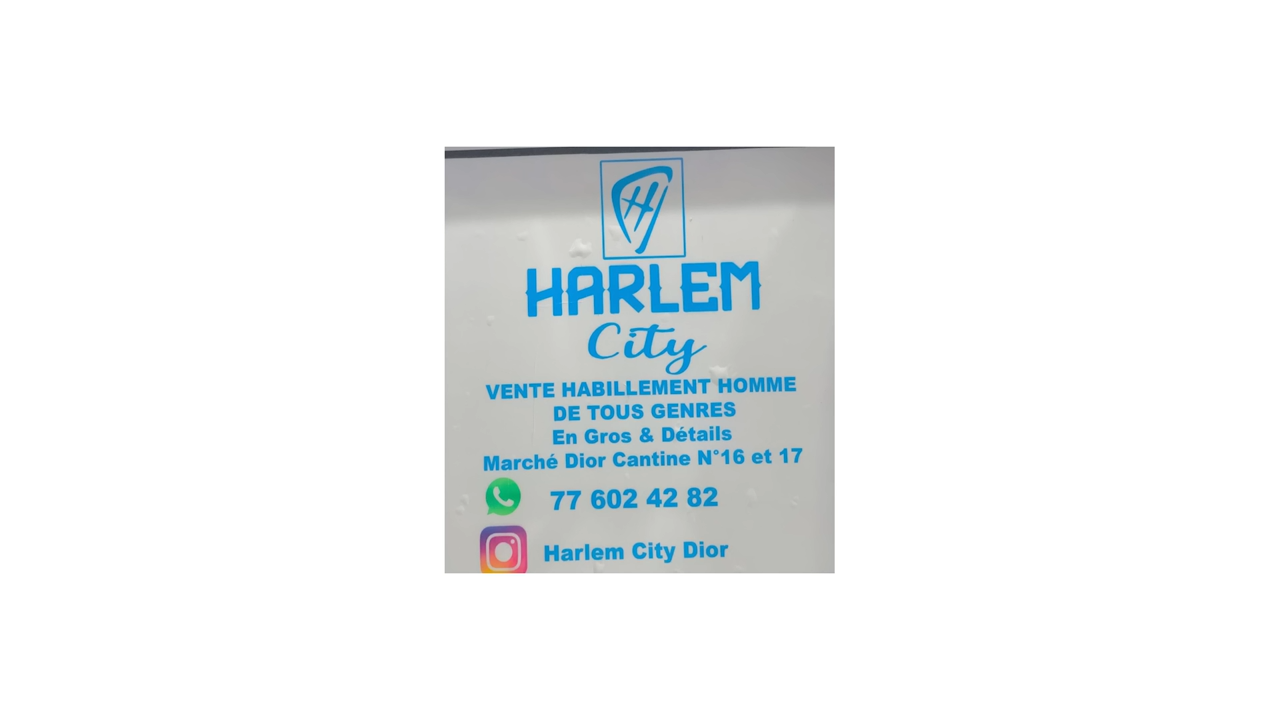 H
HARLEM
City
VENTE HABILLEMENT HOMME
DE TOUS GENRES
En Gros & Détails
Marché Dior Cantine N°16 et 17
77 602 42 82
Harlem City Dior